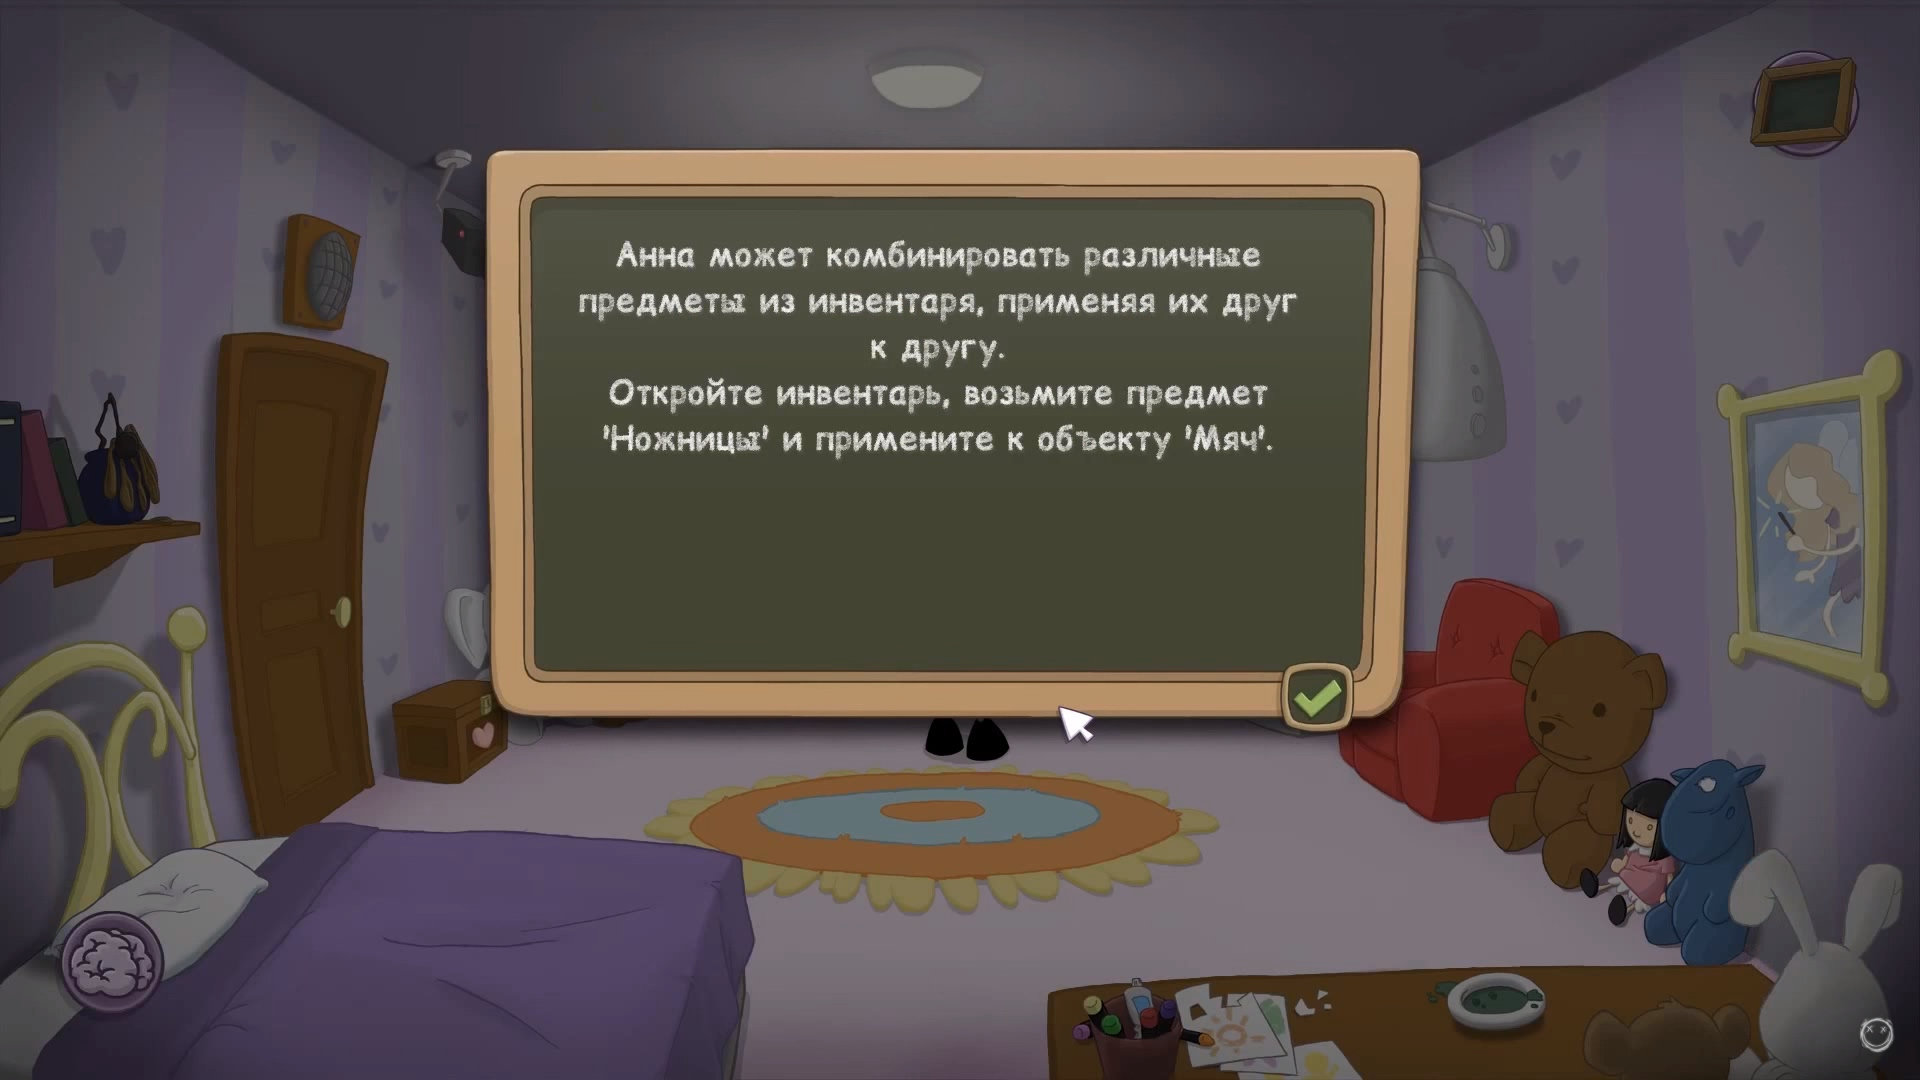 Анна может комбинировать различные
предметы из инвентаря, применяя их друг
к другу.
Откройте инвентарь, возьмите предмет
'Ножницы' и примените к объекту 'Мяч'.